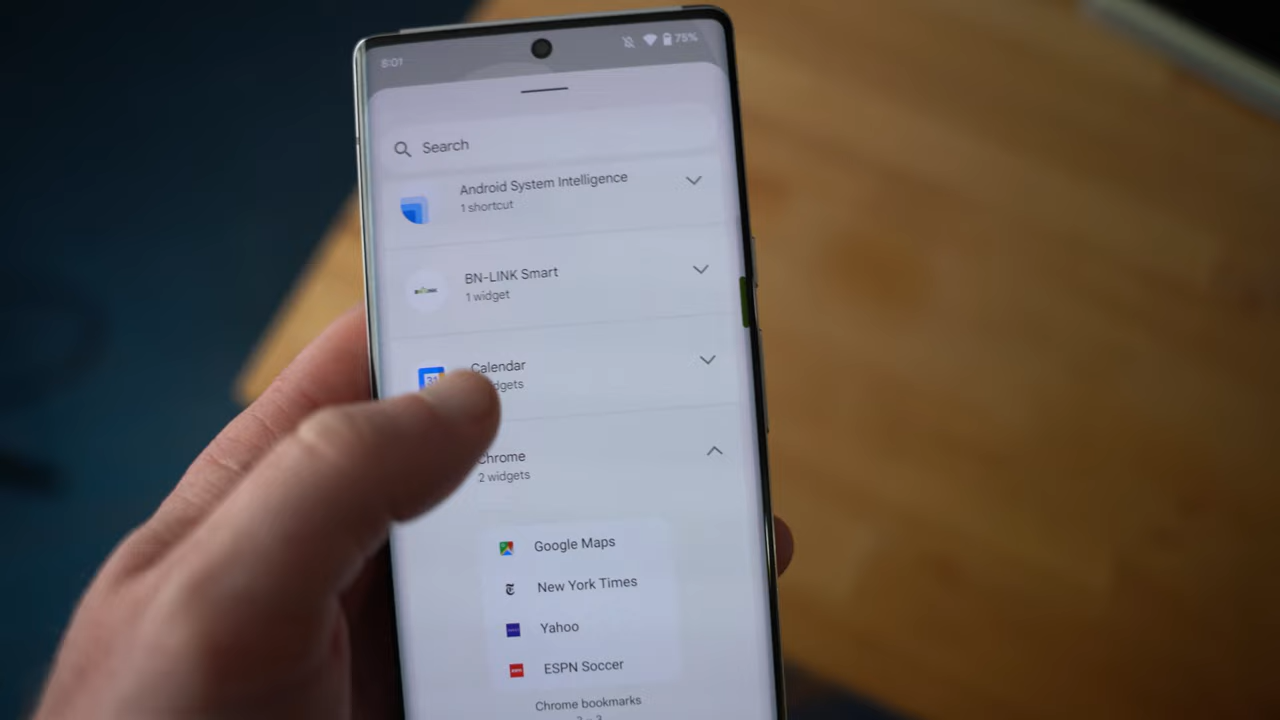 8:01
75%
Search
Android System Intelligence
1 shortcut
BN-LINK Smart
1 widget
Calendar
31
Chrome
2 widgets
Google Maps
New York Times
Yahoo
ESPN Soccer
Chrome bookmarks